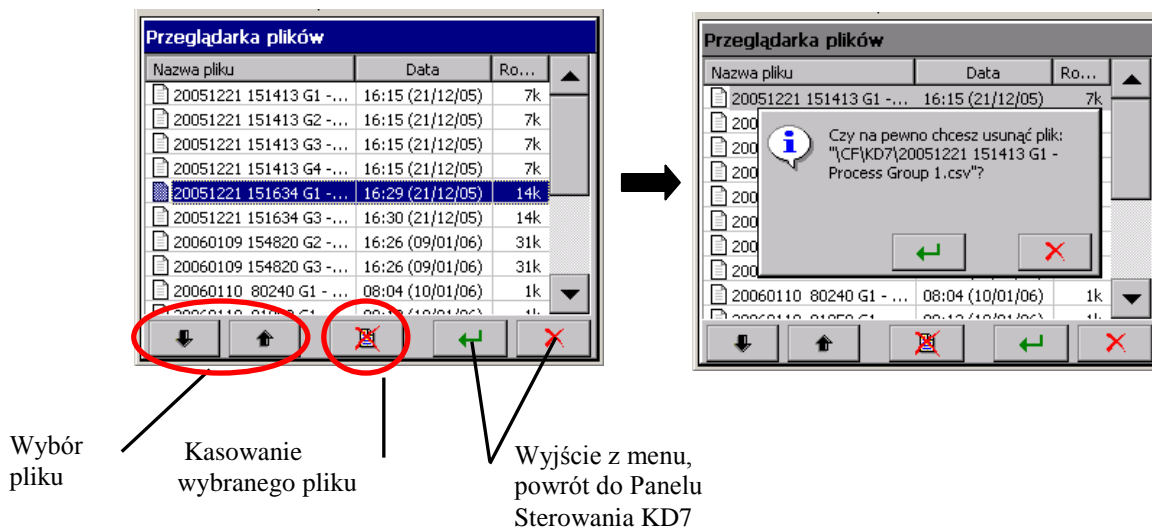 Przeglądarka plików
Nazwa pliku Data Ro...
20051221 151413 G1 -... 16:15 (21/12/05) 7k
20051221 151413 G2 -... 16:15 (21/12/05) 7k
20051221 151413 G3 -... 16:15 (21/12/05) 7k
20051221 151413 G4 -... 16:15 (21/12/05) 7k
20051221 151634 G1 -... 16:29 (21/12/05) 14k
20051221 151634 G3 -... 16:30 (21/12/05) 14k
20060109 154820 G2 -... 16:26 (09/01/06) 31k
20060109 154820 G3 -... 16:26 (09/01/06) 31k
20060110 80240 G1 - ... 08:04 (10/01/06) 1k
Przeglądarka plików
Nazwa pliku Data Ro...
20051221 151413 G1 -... 16:15 (21/12/05) 7k
200
200
200
200
200
200
200
Czy na pewno chcesz usunąć plik:
"\CF\KD7\20051221 151413 G1 -
Process Group 1.csv"?
20060110 80240 G1 - ... 08:04 (10/01/06) 1k
Wybór
pliku
Kasowanie
wybranego pliku
Wyjście z menu,
powrót do Panelu
Sterowania KD7